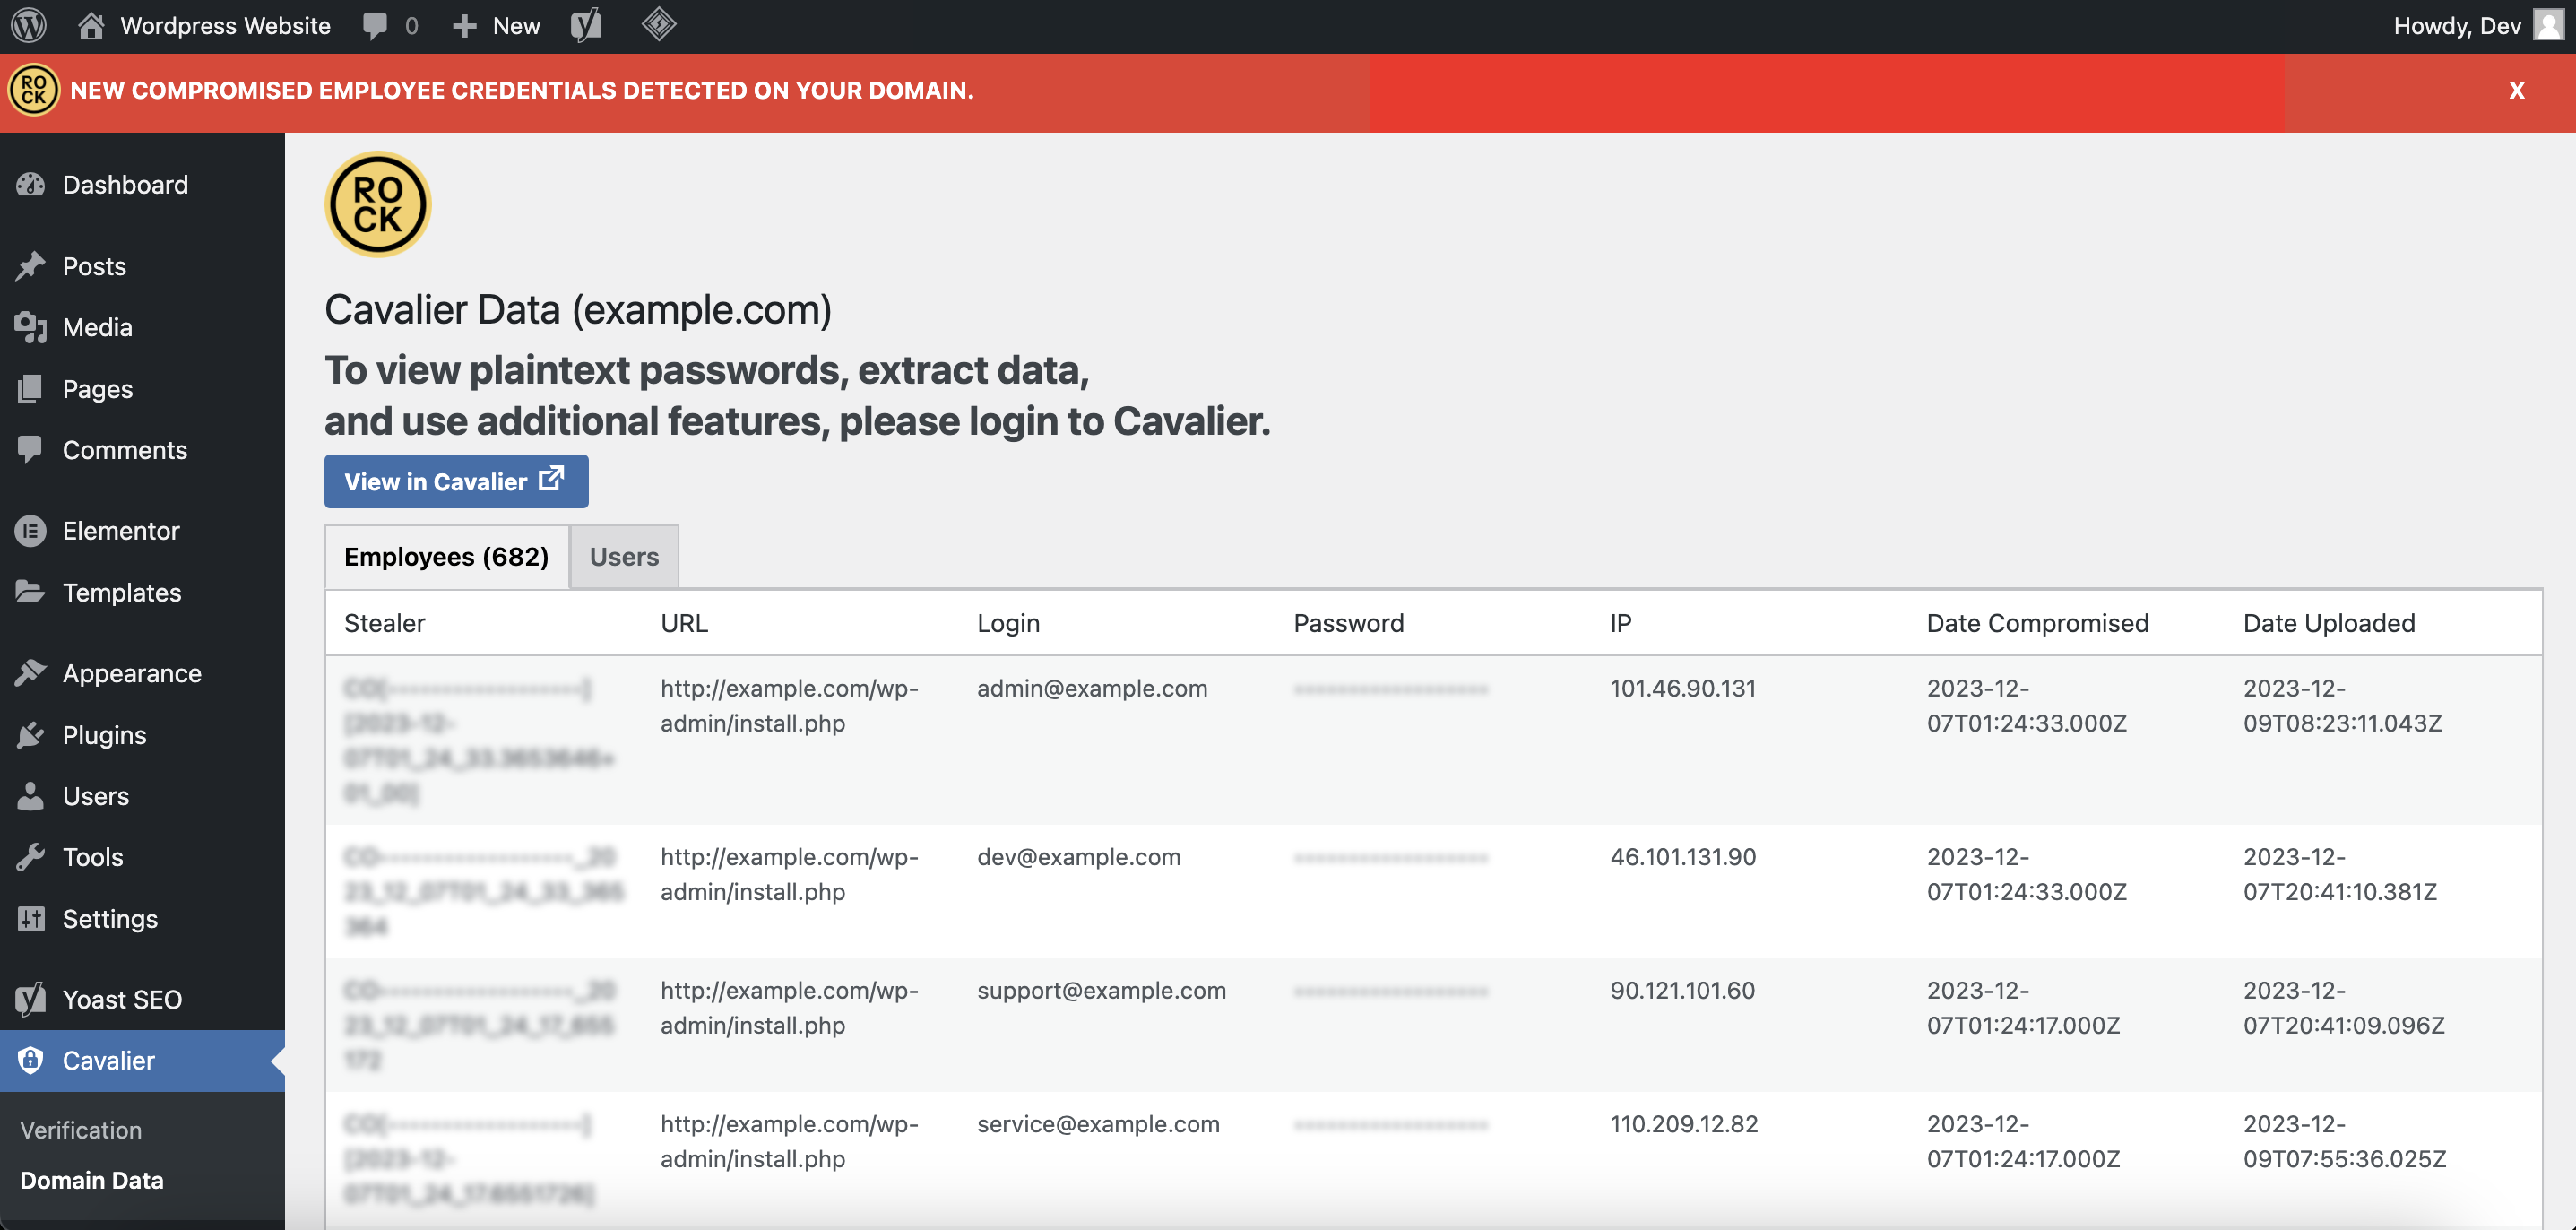 Wordpress Website
0
New
Howdy, Dev
RO
CK
NEW COMPROMISED EMPLOYEE CREDENTIALS DETECTED ON YOUR DOMAIN.
X
Dashboard
Posts
Media
Pages
Comments
Elementor
Templates
Appearance
Plugins
Users
Tools
Settings
Yoast SEO
Cavalier
Verification
Domain Data
RO
CK
Cavalier Data (example.com)
To view plaintext passwords, extract data,
and use additional features, please login to Cavalier.
View in Cavalier
Employees (682) Users
Stealer URL Login Password IP Date Compromised Date Uploaded
http://example.com/wp- admin@example.com 101.46.90.131 2023-12- 2023-12-
admin/install.php 07T01:24:33.000Z 09T08:23:11.043Z
http://example.com/wp- dev@example.com 46.101.131.90 2023-12- 2023-12-
admin/install.php 07T01:24:33.000Z 07T20:41:10.381Z
http://example.com/wp- support@example.com 90.121.101.60 2023-12- 2023-12-
admin/install.php 07T01:24:17.000Z 07T20:41:09.096Z
http://example.com/wp- service@example.com 110.209.12.82 2023-12- 2023-12-
admin/install.php 07T01:24:17.000Z 09T07:55:36.025Z